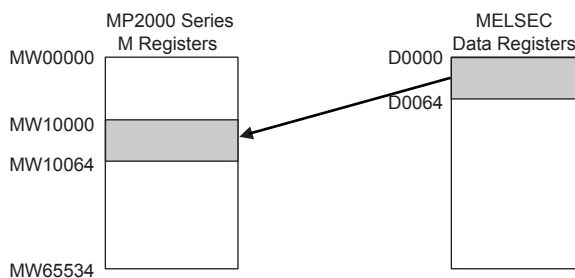 MP2000 Series
M Registers
MELSEC
Data Registers
MW00000
D0000
D0064
MW10000
MW10064
MW65534